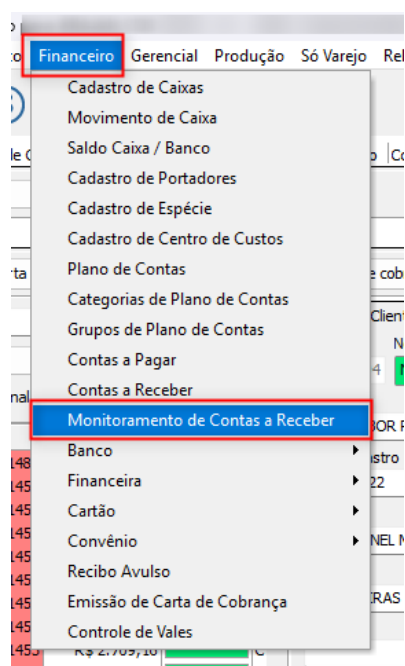 Financeiro Gerencial Produção Só Varejo
Cadastro de Caixas
Movimento de Caixa
Saldo Caixa / Banco
Cadastro de Portadores
Cadastro de Espécie
Cadastro de Centro de Custos
Plano de Contas
Categorias de Plano de Contas
Grupos de Plano de Contas
Contas a Pagar
Contas a Receber
Monitoramento de Contas a Receber
Banco
Financeira
Cartão
Convênio
Recibo Avulso
Emissão de Carta de Cobrança
Controle de Vales